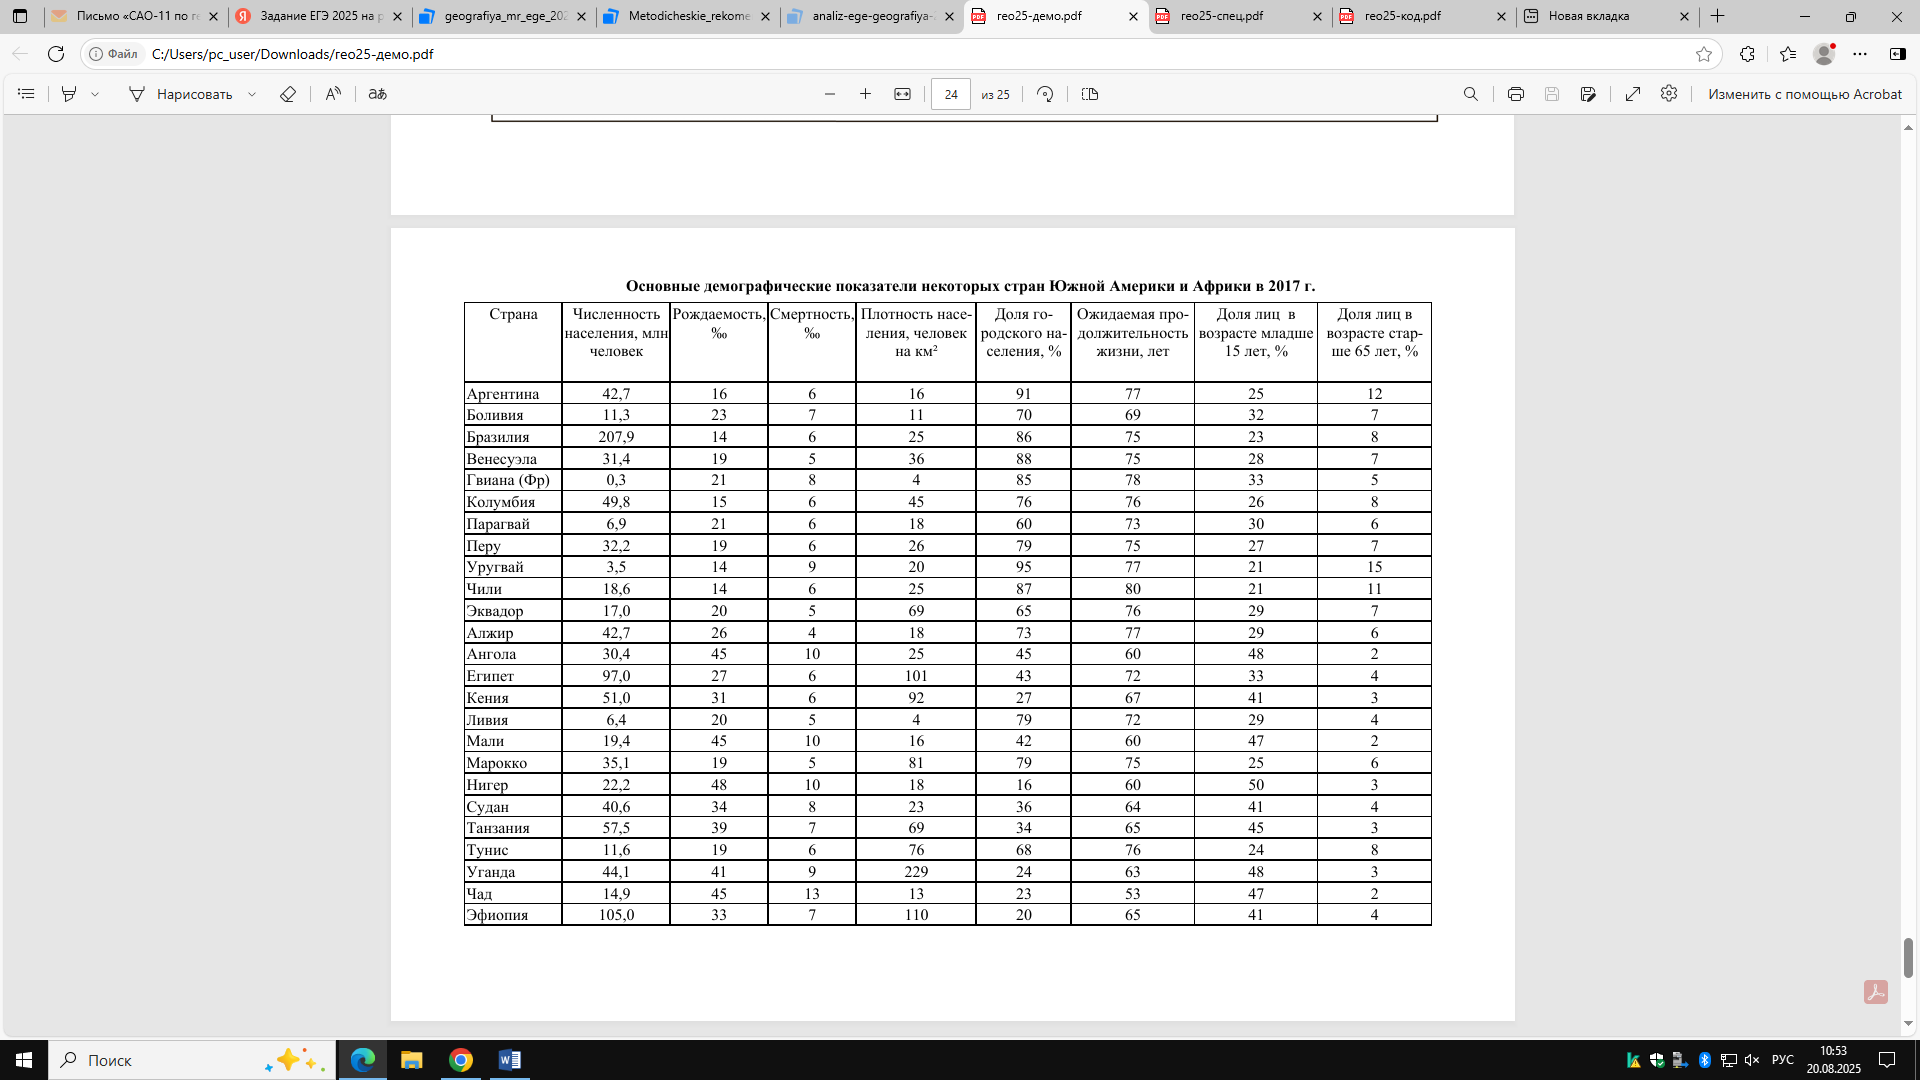 Письмо «САО-11 по ге
Задание ЕГЭ 2025 на р
geografiya_mr_ege_202
Metodicheskie_rekome
analiz-ege-geografiya-2
гео25-демо.pdf
гео25-спец.pdf
гео25-код.pdf
Новая вкладка
Файл C:/Users/pc_user/Downloads/гео25-демо.pdf
Нарисовать 24 из 25 Изменить с помощью Acrobat
Основные демографические показатели некоторых стран Южной Америки и Африки в 2017 г.
Страна Численность Рождаемость, Смертность, Плотность насе- Доля го- Ожидаемая про- Доля лиц в Доля лиц в
населения, млн ‰ ‰ ления, человек родского на- должительность возрасте младше возрасте стар-
человек на км² селения, % жизни, лет 15 лет, % ше 65 лет, %
Аргентина 42,7 16 6 16 91 77 25 12
Боливия 11,3 23 7 11 70 69 32 7
Бразилия 207,9 14 6 25 86 75 23 8
Венесуэла 31,4 19 5 36 88 75 28 7
Гвиана (Фр) 0,3 21 8 4 85 78 33 5
Колумбия 49,8 15 6 45 76 76 26 8
Парагвай 6,9 21 6 18 60 73 30 6
Перу 32,2 19 6 26 79 75 27 7
Уругвай 3,5 14 9 20 95 77 21 15
Чили 18,6 14 6 25 87 80 21 11
Эквадор 17,0 20 5 69 65 76 29 7
Алжир 42,7 26 4 18 73 77 29 6
Ангола 30,4 45 10 25 45 60 48 2
Египет 97,0 27 6 101 43 72 33 4
Кения 51,0 31 6 92 27 67 41 3
Ливия 6,4 20 5 4 79 72 29 4
Мали 19,4 45 10 16 42 60 47 2
Марокко 35,1 19 5 81 79 75 25 6
Нигер 22,2 48 10 18 16 60 50 3
Судан 40,6 34 8 23 36 64 41 4
Танзания 57,5 39 7 69 34 65 45 3
Тунис 11,6 19 6 76 68 76 24 8
Уганда 44,1 41 9 229 24 63 48 3
Чад 14,9 45 13 13 23 53 47 2
Эфиопия 105,0 33 7 110 20 65 41 4
Поиск
РУС
10:53
20.08.2025